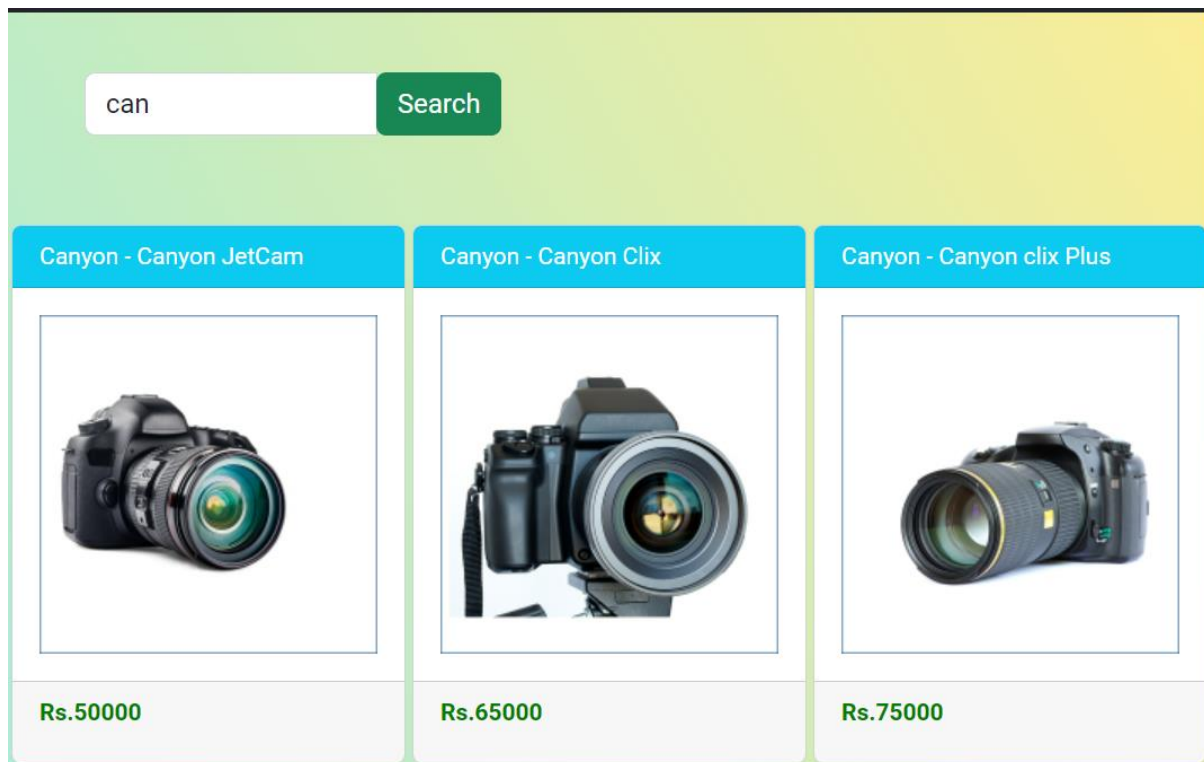 can Search
Canyon - Canyon JetCam
Canyon - Canyon Clix
Canyon - Canyon clix Plus
Rs.50000
Rs.65000
Rs.75000